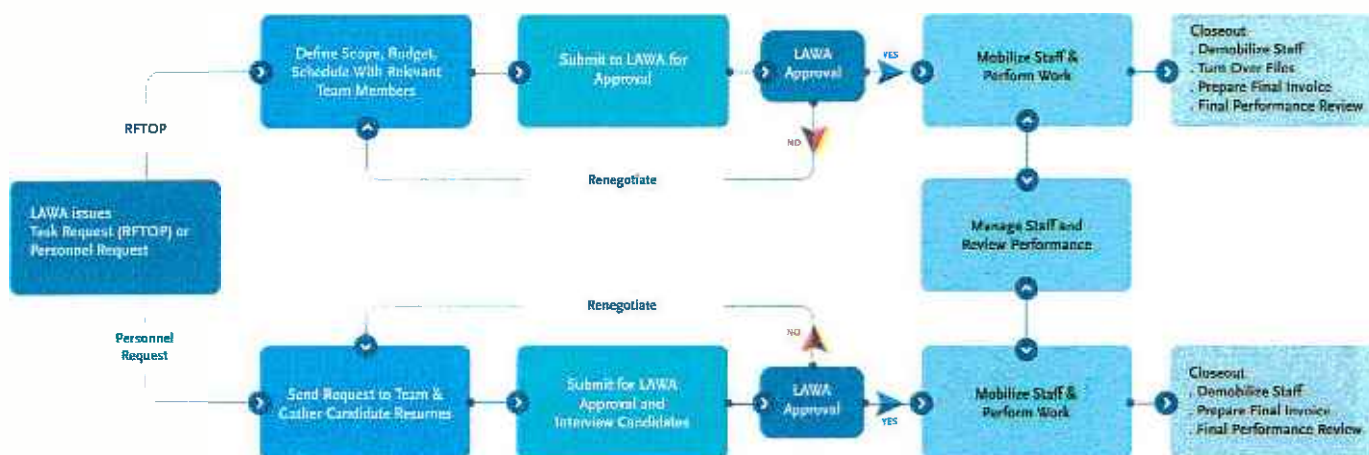 Define Scope, Budget,
Schedule With Relevant
Team Members
Submit to LAWA for
Approval
LAWA
Approval
YES
Mobilize Staff &
Perform Work
Closeout
. Demobilize Staff
. Turn Over Files
. Prepare Final Invoice
. Final Performance Review
RFTOP
NO
Renegotiate
LAWA issues
Task Request (RFTOP) or
Personnel Request
Manage Staff and
Review Performance
Renegotiate
NO
Personnel
Request
Send Request to Team &
Gather Candidate Resumes
Submit for LAWA
Approval and
Interview Candidates
LAWA
Approval
YES
Mobilize Staff &
Perform Work
Closeout
. Demobilize Staff
. Prepare Final Invoice
. Final Performance Review